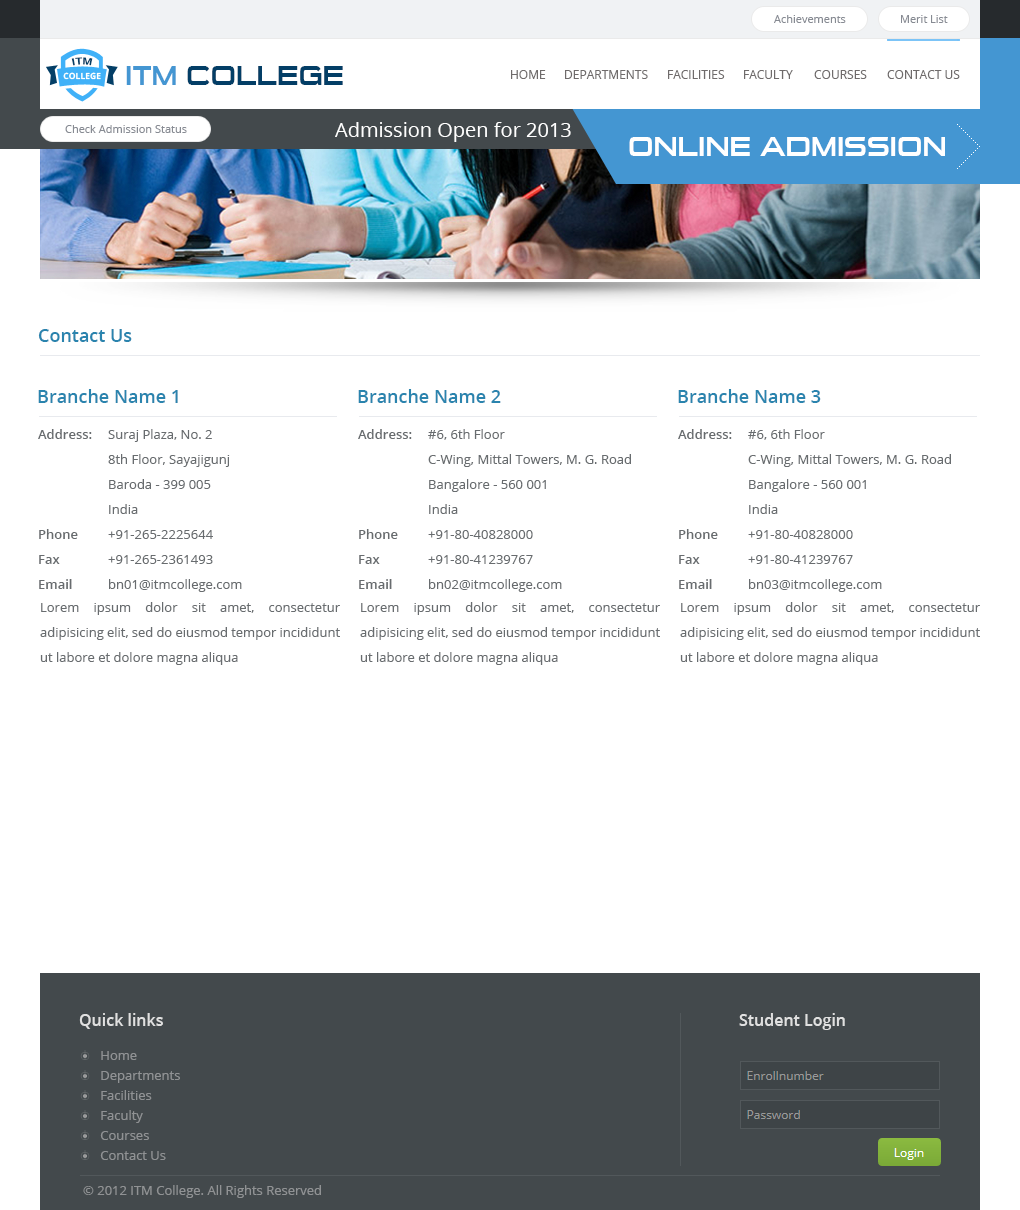 Achievements
Merit List
ITM COLLEGE
ITM COLLEGE
HOME DEPARTMENTS FACILITIES FACULTY COURSES CONTACT US
Check Admission Status
Admission Open for 2013
ONLINE ADMISSION
Contact Us
Branche Name 1
Address: Suraj Plaza, No. 2
8th Floor, Sayajigunj
Baroda - 399 005
India
Phone +91-265-2225644
Fax +91-265-2361493
Email bn01@itmcollege.com
Lorem ipsum dolor sit amet, consectetur
adipisicing elit, sed do eiusmod tempor incididunt
ut labore et dolore magna aliqua
Branche Name 2
Address: #6, 6th Floor
C-Wing, Mittal Towers, M. G. Road
Bangalore - 560 001
India
Phone +91-80-40828000
Fax +91-80-41239767
Email bn02@itmcollege.com
Lorem ipsum dolor sit amet, consectetur
adipisicing elit, sed do eiusmod tempor incididunt
ut labore et dolore magna aliqua
Branche Name 3
Address: #6, 6th Floor
C-Wing, Mittal Towers, M. G. Road
Bangalore - 560 001
India
Phone +91-80-40828000
Fax +91-80-41239767
Email bn03@itmcollege.com
Lorem ipsum dolor sit amet, consectetur
adipisicing elit, sed do eiusmod tempor incididunt
ut labore et dolore magna aliqua
Quick links
Home
Departments
Facilities
Faculty
Courses
Contact Us
Student Login
Enrollnumber
Password
Login
© 2012 ITM College. All Rights Reserved